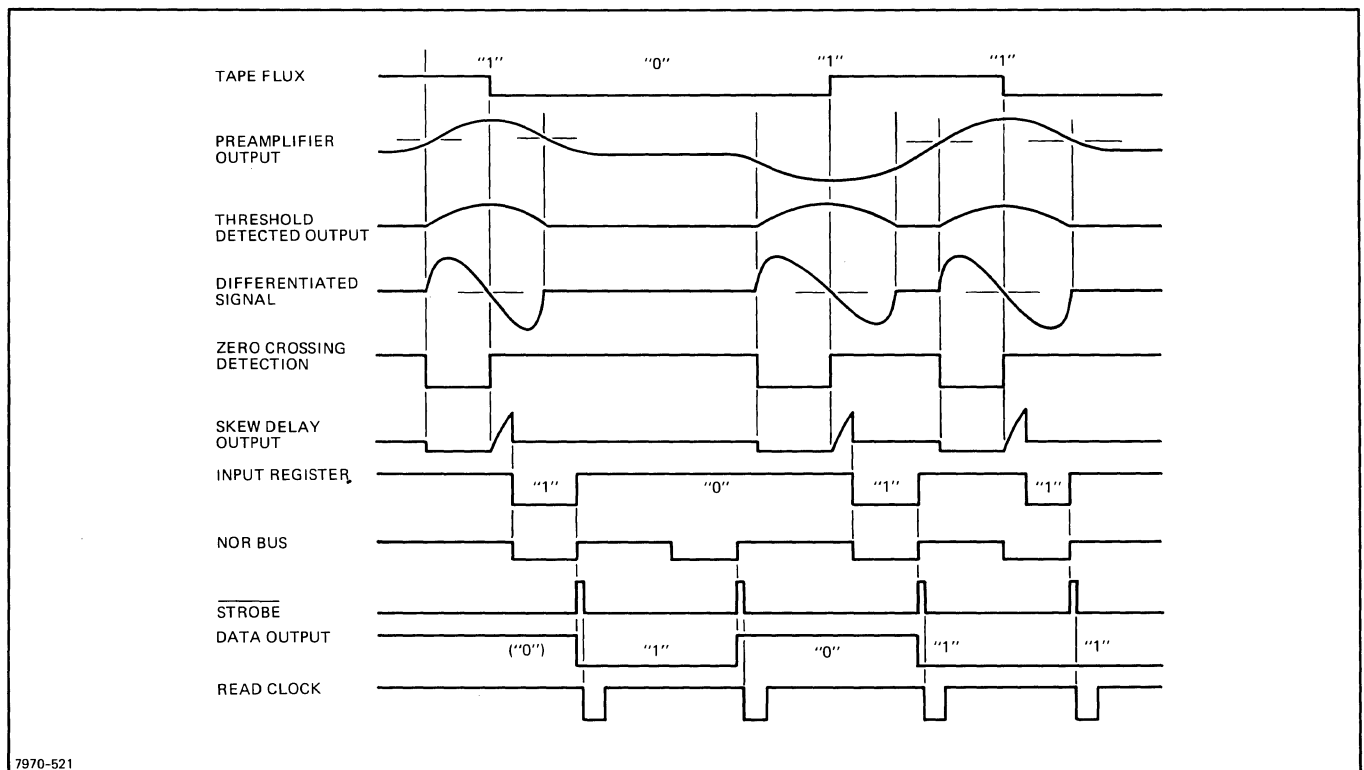 "1" "0" "1" "1"
TAPE FLUX
PREAMPLIFIER
OUTPUT
THRESHOLD
DETECTED OUTPUT
DIFFERENTIATED
SIGNAL
ZERO CROSSING
DETECTION
SKEW DELAY
OUTPUT
INPUT REGISTER
"1" "0" "1" "1"
NOR BUS
STROBE
DATA OUTPUT
("0") "1" "0" "1" "1"
READ CLOCK
7970-521